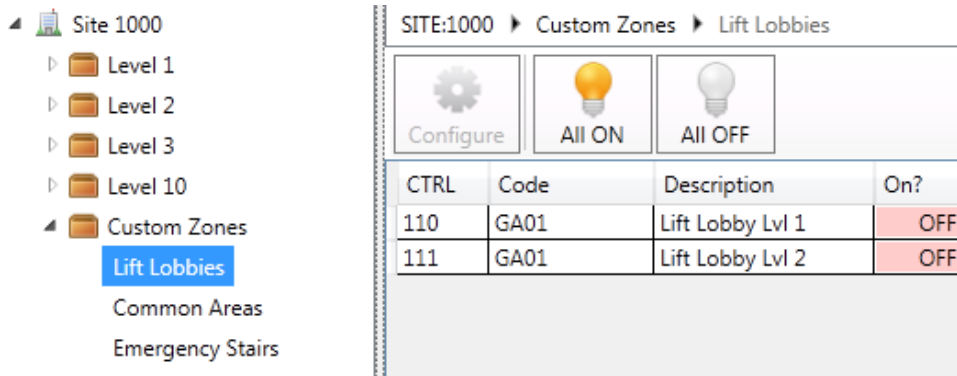 Site 1000
Level 1
Level 2
Level 3
Level 10
Custom Zones
Lift Lobbies
Common Areas
Emergency Stairs
SITE:1000 Custom Zones Lift Lobbies
Configure All ON All OFF
CTRL Code Description On?
110 GA01 Lift Lobby Lvl 1 OFF
111 GA01 Lift Lobby Lvl 2 OFF